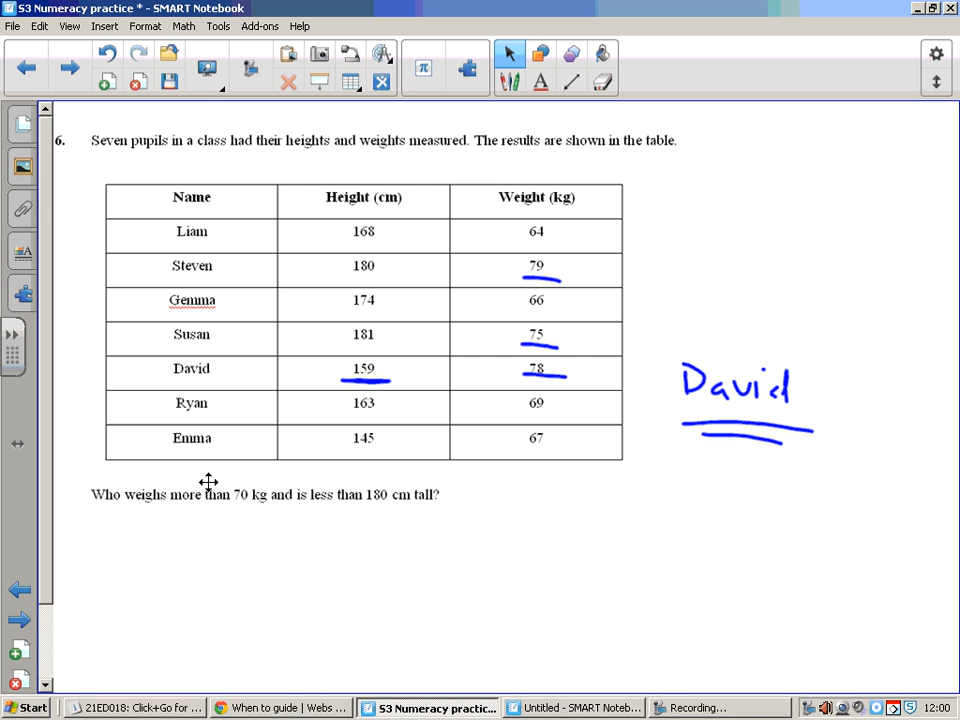 S3 Numeracy practice * - SMART Notebook
File Edit View Insert Format Math Tools Add-ons Help
π
A
6. Seven pupils in a class had their heights and weights measured. The results are shown in the table.
Name Height (cm) Weight (kg)
Liam 168 64
Steven 180 79
Gemma 174 66
Susan 181 75
David 159 78
Ryan 163 69
Emma 145 67
David
Who weighs more than 70 kg and is less than 180 cm tall?
Start 21ED018: Click+Go for ... When to guide | Webs ... S3 Numeracy practic... Untitled - SMART Noteb... Recording... 12:00